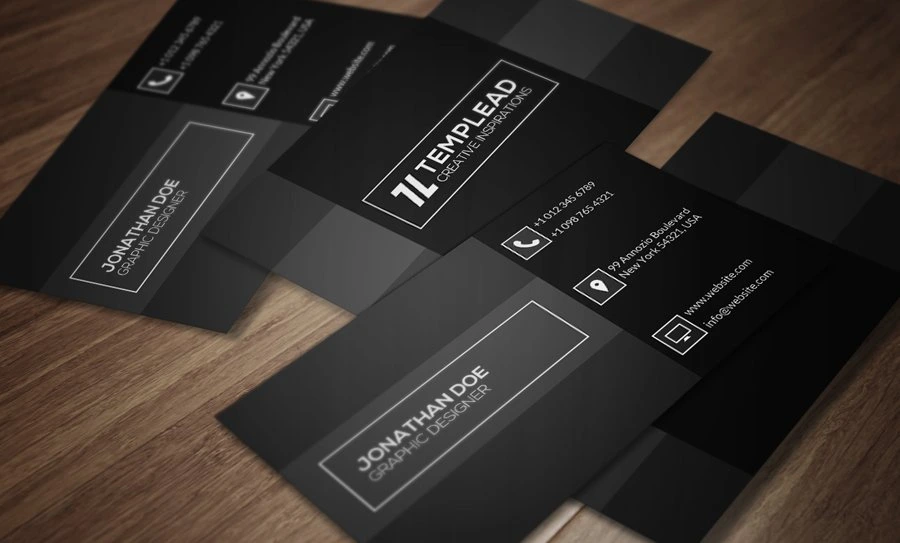 +1 012 345 6789
+1 098 765 4321
99 Annozio Boulevard
New York 54321, USA
www.website.com
JONATHAN DOE
GRAPHIC DESIGNER
TEMPLEAD
CREATIVE INSPIRATIONS
+1 012 345 6789
+1 098 765 4321
99 Annozio Boulevard
New York 54321, USA
www.website.com
info@website.com
JONATHAN DOE
GRAPHIC DESIGNER